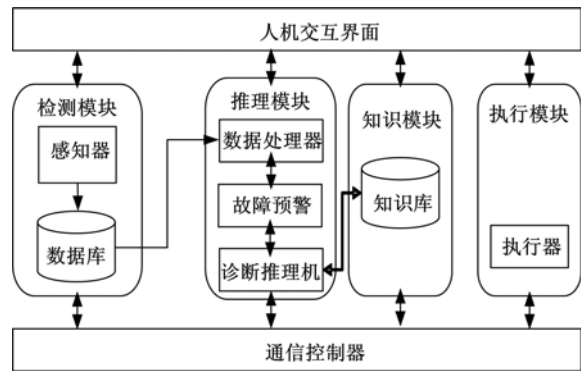 人机交互界面
检测模块
推理模块
知识模块
执行模块
感知器
数据处理器
数据库
故障预警
知识库
诊断推理机
执行器
通信控制器